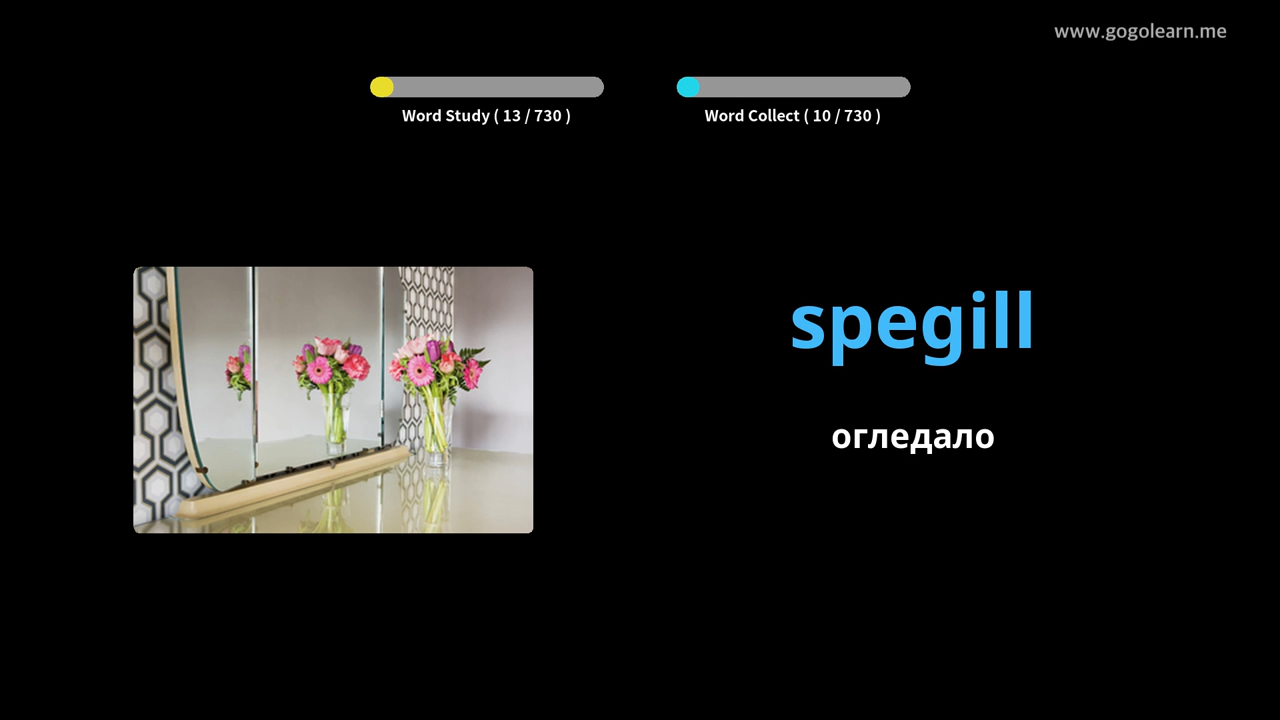 www.gogolearn.me
Word Study ( 13 / 730 )
Word Collect ( 10 / 730 )
spegill
огледало